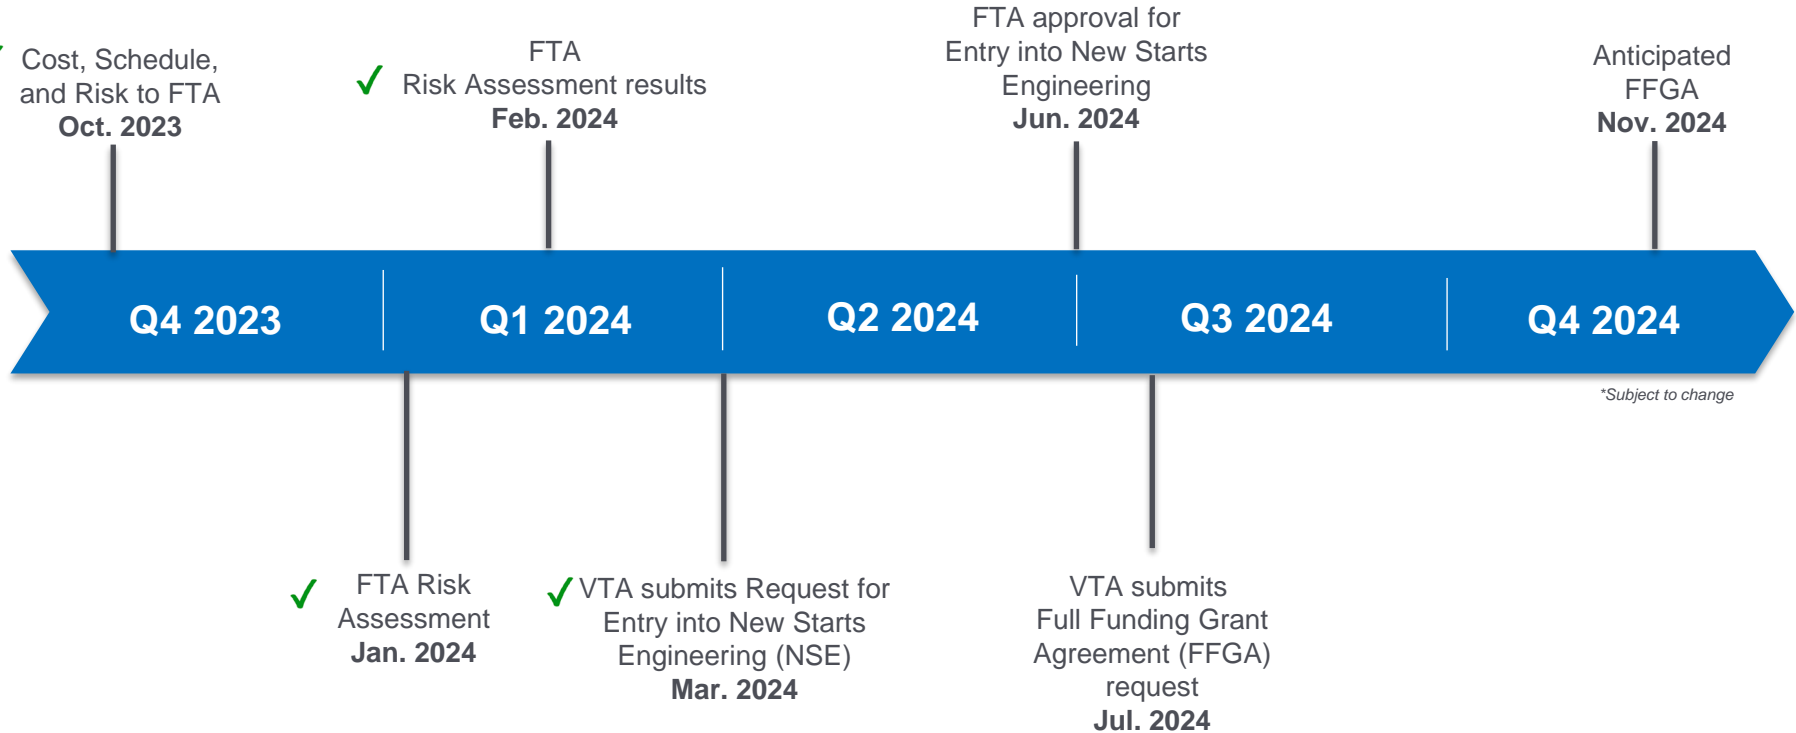 Cost, Schedule,
and Risk to FTA
Oct. 2023
✓
FTA
Risk Assessment results
Feb. 2024
FTA approval for
Entry into New Starts
Engineering
Jun. 2024
Anticipated
FFGA
Nov. 2024
Q4 2023
Q1 2024
Q2 2024
Q3 2024
Q4 2024
*Subject to change
✓
FTA Risk
Assessment
Jan. 2024
✓
VTA submits Request for
Entry into New Starts
Engineering (NSE)
Mar. 2024
VTA submits
Full Funding Grant
Agreement (FFGA)
request
Jul. 2024